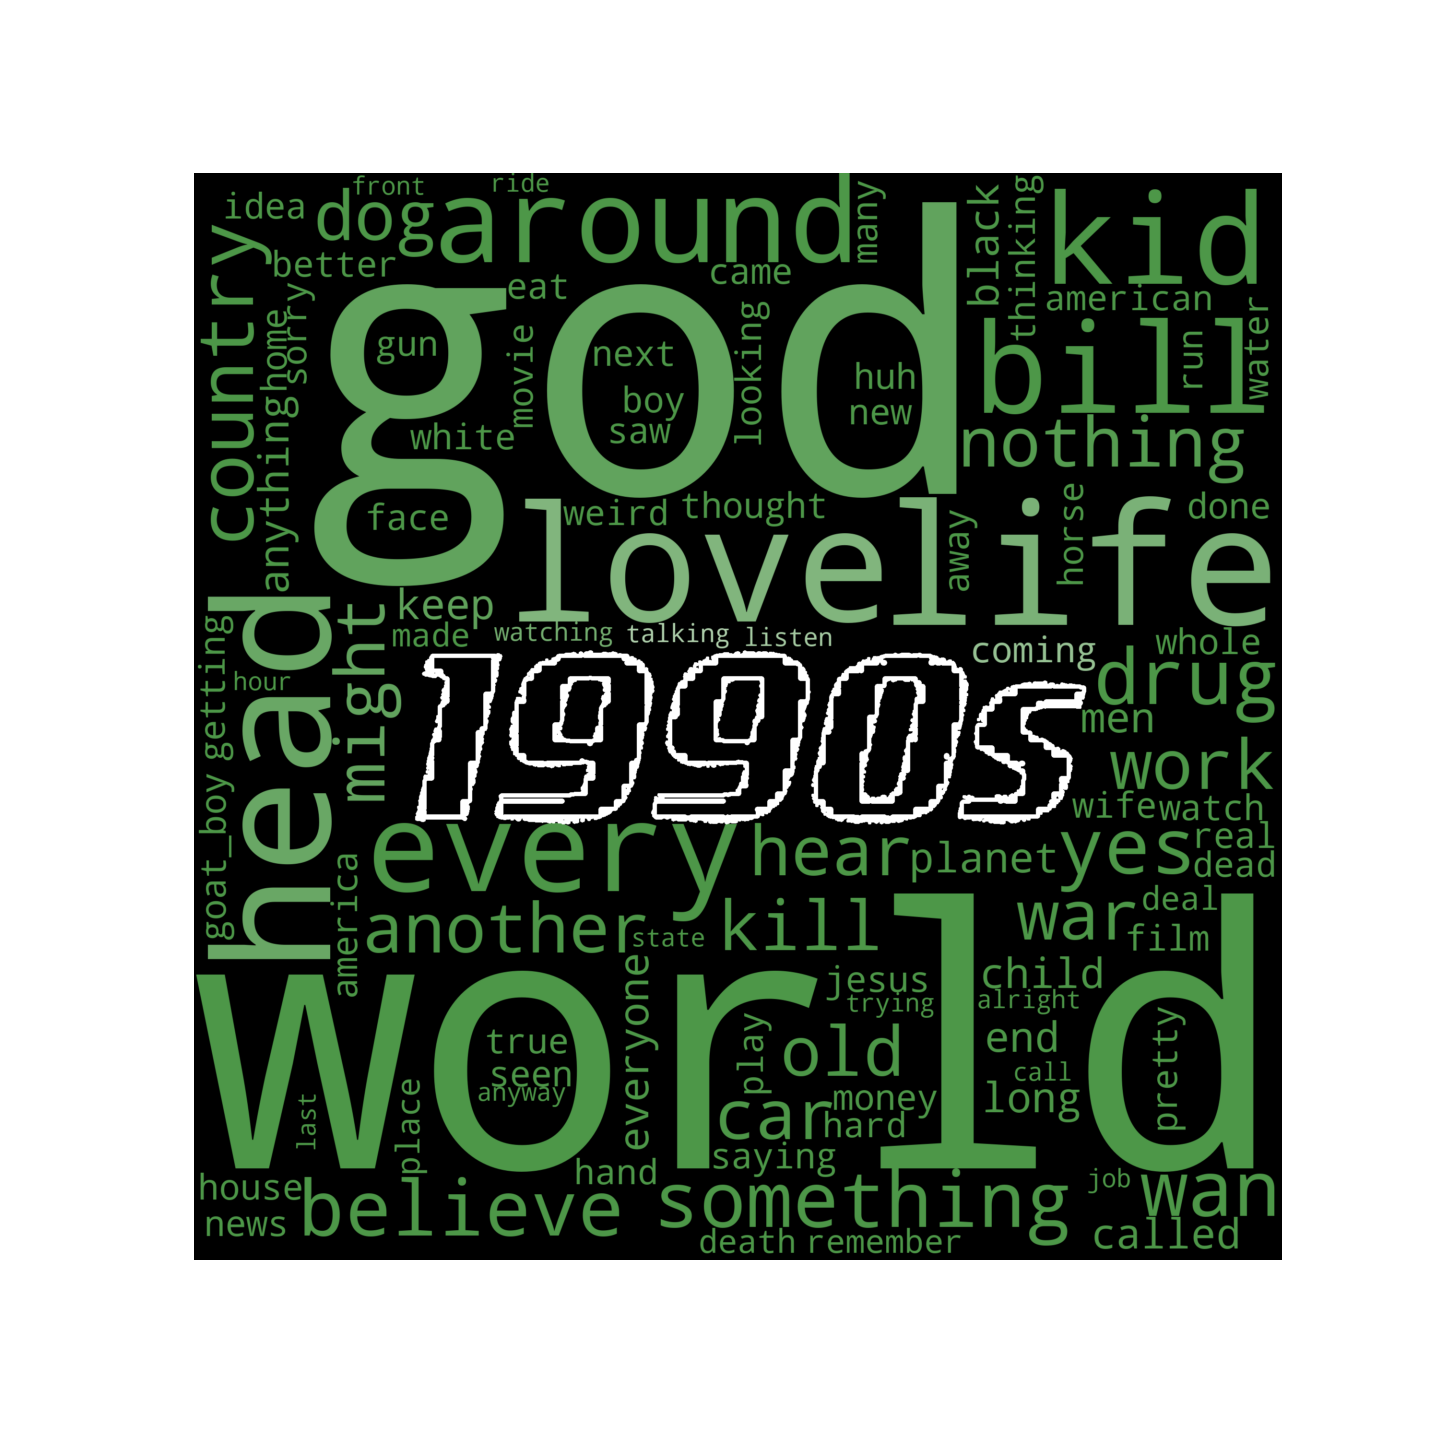 front
ride
idea
dog
around
many
black
thinking
kid
country
better
sorry
home
anything
eat
came
american
god
gun
movie
next
boy
saw
looking
huh
new
bill
run
water
white
nothing
face
love
life
weird
thought
away
horse
done
head
might
keep
made
watching
talking
listen
coming
whole
getting
hour
1990s
drug
men
work
goat_boy
wife
watch
every
hear
planet
yes
real
dead
america
another
state
kill
war
deal
film
world
everyone
jesus
trying
child
alright
true
seen
anyway
play
old
end
call
pretty
last
place
car
money
hard
long
saying
house
hand
job
news
believe
something
wan
called
death
remember